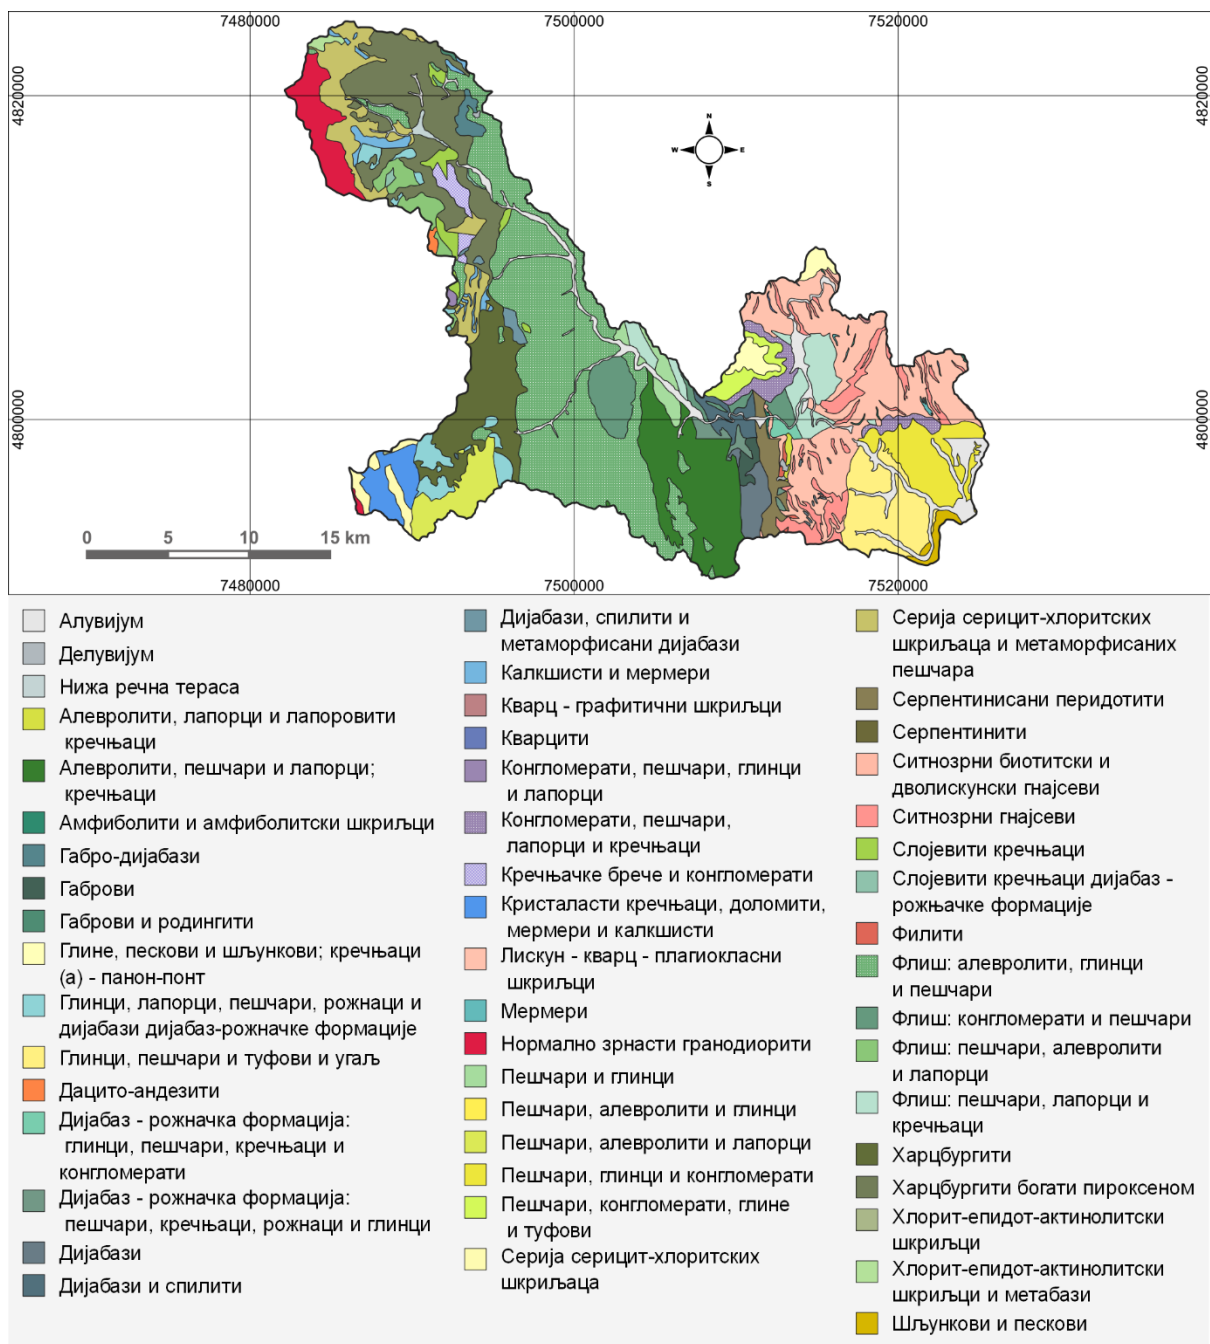 7480000
7500000
7520000
4820000
4820000
N
W
E
S
4800000
4800000
0
5
10
15 km
7480000
7500000
7520000
Алувијум
Делувијум
Нижа речна тераса
Алевролити, лапорци и лапоровити
кречњаци
Алевролити, пешчари и лапорци;
кречњаци
Амфиболити и амфиболитски шкриљци
Габро-дијабази
Габрови
Габрови и родингити
Глине, пескови и шљункови; кречњаци
(а) - панон-понт
Глинци, лапорци, пешчари, рожнаци и
дијабази дијабаз-рожначке формације
Глинци, пешчари и туфови и угаљ
Дацито-андезити
Дијабаз - рожначка формација:
глинци, пешчари, кречњаци и
конгломерати
Дијабаз - рожначка формација:
пешчари, кречњаци, рожнаци и глинци
Дијабази
Дијабази и спилити
Дијабази, спилити и
метаморфисани дијабази
Калкшисти и мермери
Кварц - графитични шкриљци
Кварцити
Конгломерати, пешчари, глинци
и лапорци
Конгломерати, пешчари,
лапорци и кречњаци
Кречњачке брече и конгломерати
Кристаласти кречњаци, доломити,
мермери и калкшисти
Лискун - кварц - плагиокласни
шкриљци
Мермери
Нормално зрнасти гранодиорити
Пешчари и глинци
Пешчари, алевролити и глинци
Пешчари, алевролити и лапорци
Пешчари, глинци и конгломерати
Пешчари, конгломерати, глине
и туфови
Серија серицит-хлоритских
шкриљаца
Серија серицит-хлоритских
шкриљаца и метаморфисаних
пешчара
Серпентинисани перидотити
Серпентинити
Ситнозрни биотитски и
дволискунски гнајсеви
Ситнозрни гнајсеви
Слојевити кречњаци
Слојевити кречњаци дијабаз -
рожњачке формације
Филити
Флиш: алевролити, глинци
и пешчари
Флиш: конгломерати и пешчари
Флиш: пешчари, алевролити
и лапорци
Флиш: пешчари, лапорци и
кречњаци
Харцбургити
Харцбургити богати пироксеном
Хлорит-епидот-актинолитски
шкриљци
Хлорит-епидот-актинолитски
шкриљци и метабази
Шљункови и пескови